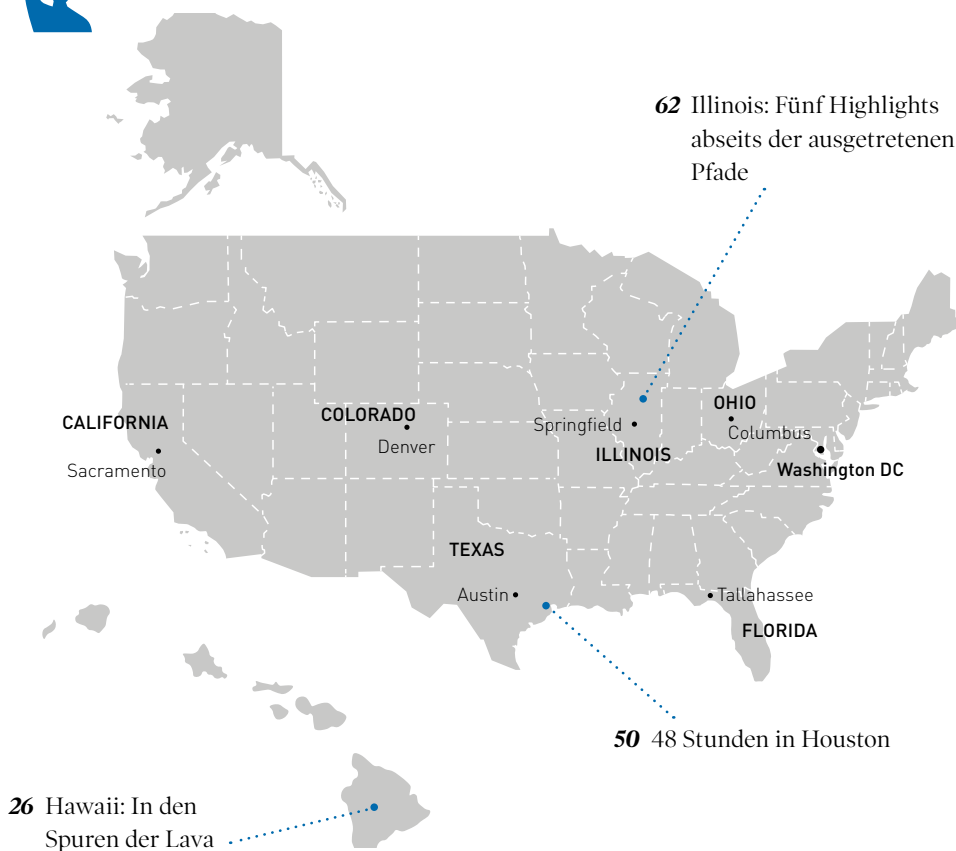 62 Illinois: Fünf Highlights
abseits der ausgetretenen
Pfade
CALIFORNIA
Sacramento
COLORADO
Denver
Springfield
ILLINOIS
OHIO
Columbus
Washington DC
TEXAS
Austin
Tallahassee
FLORIDA
50 48 Stunden in Houston
26 Hawaii: In den
Spuren der Lava